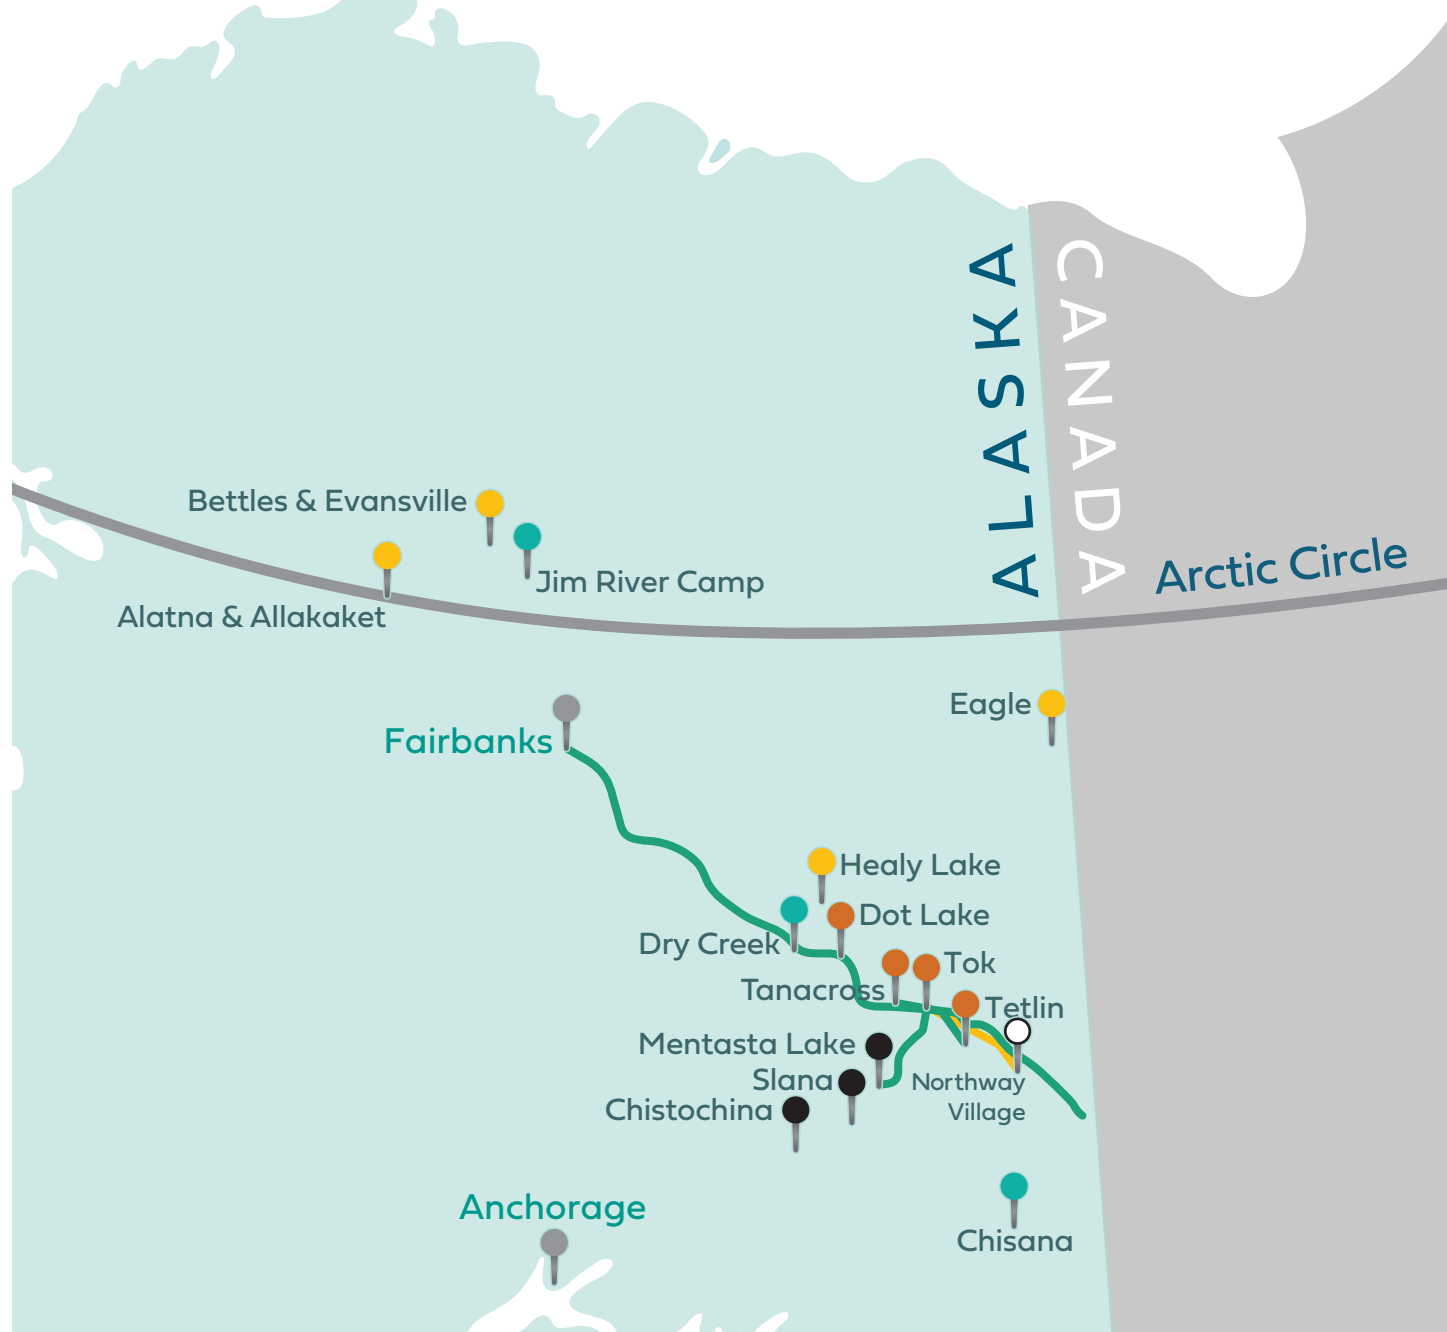 ALASKA
CANADA
Bettles & Evansville
Jim River Camp
Arctic Circle
Alatna & Allakaket
Eagle
Fairbanks
Healy Lake
Dot Lake
Dry Creek
Tok
Tanacross
Tetlin
Mentasta Lake
Slana
Northway
Village
Chistochina
Anchorage
Chisana